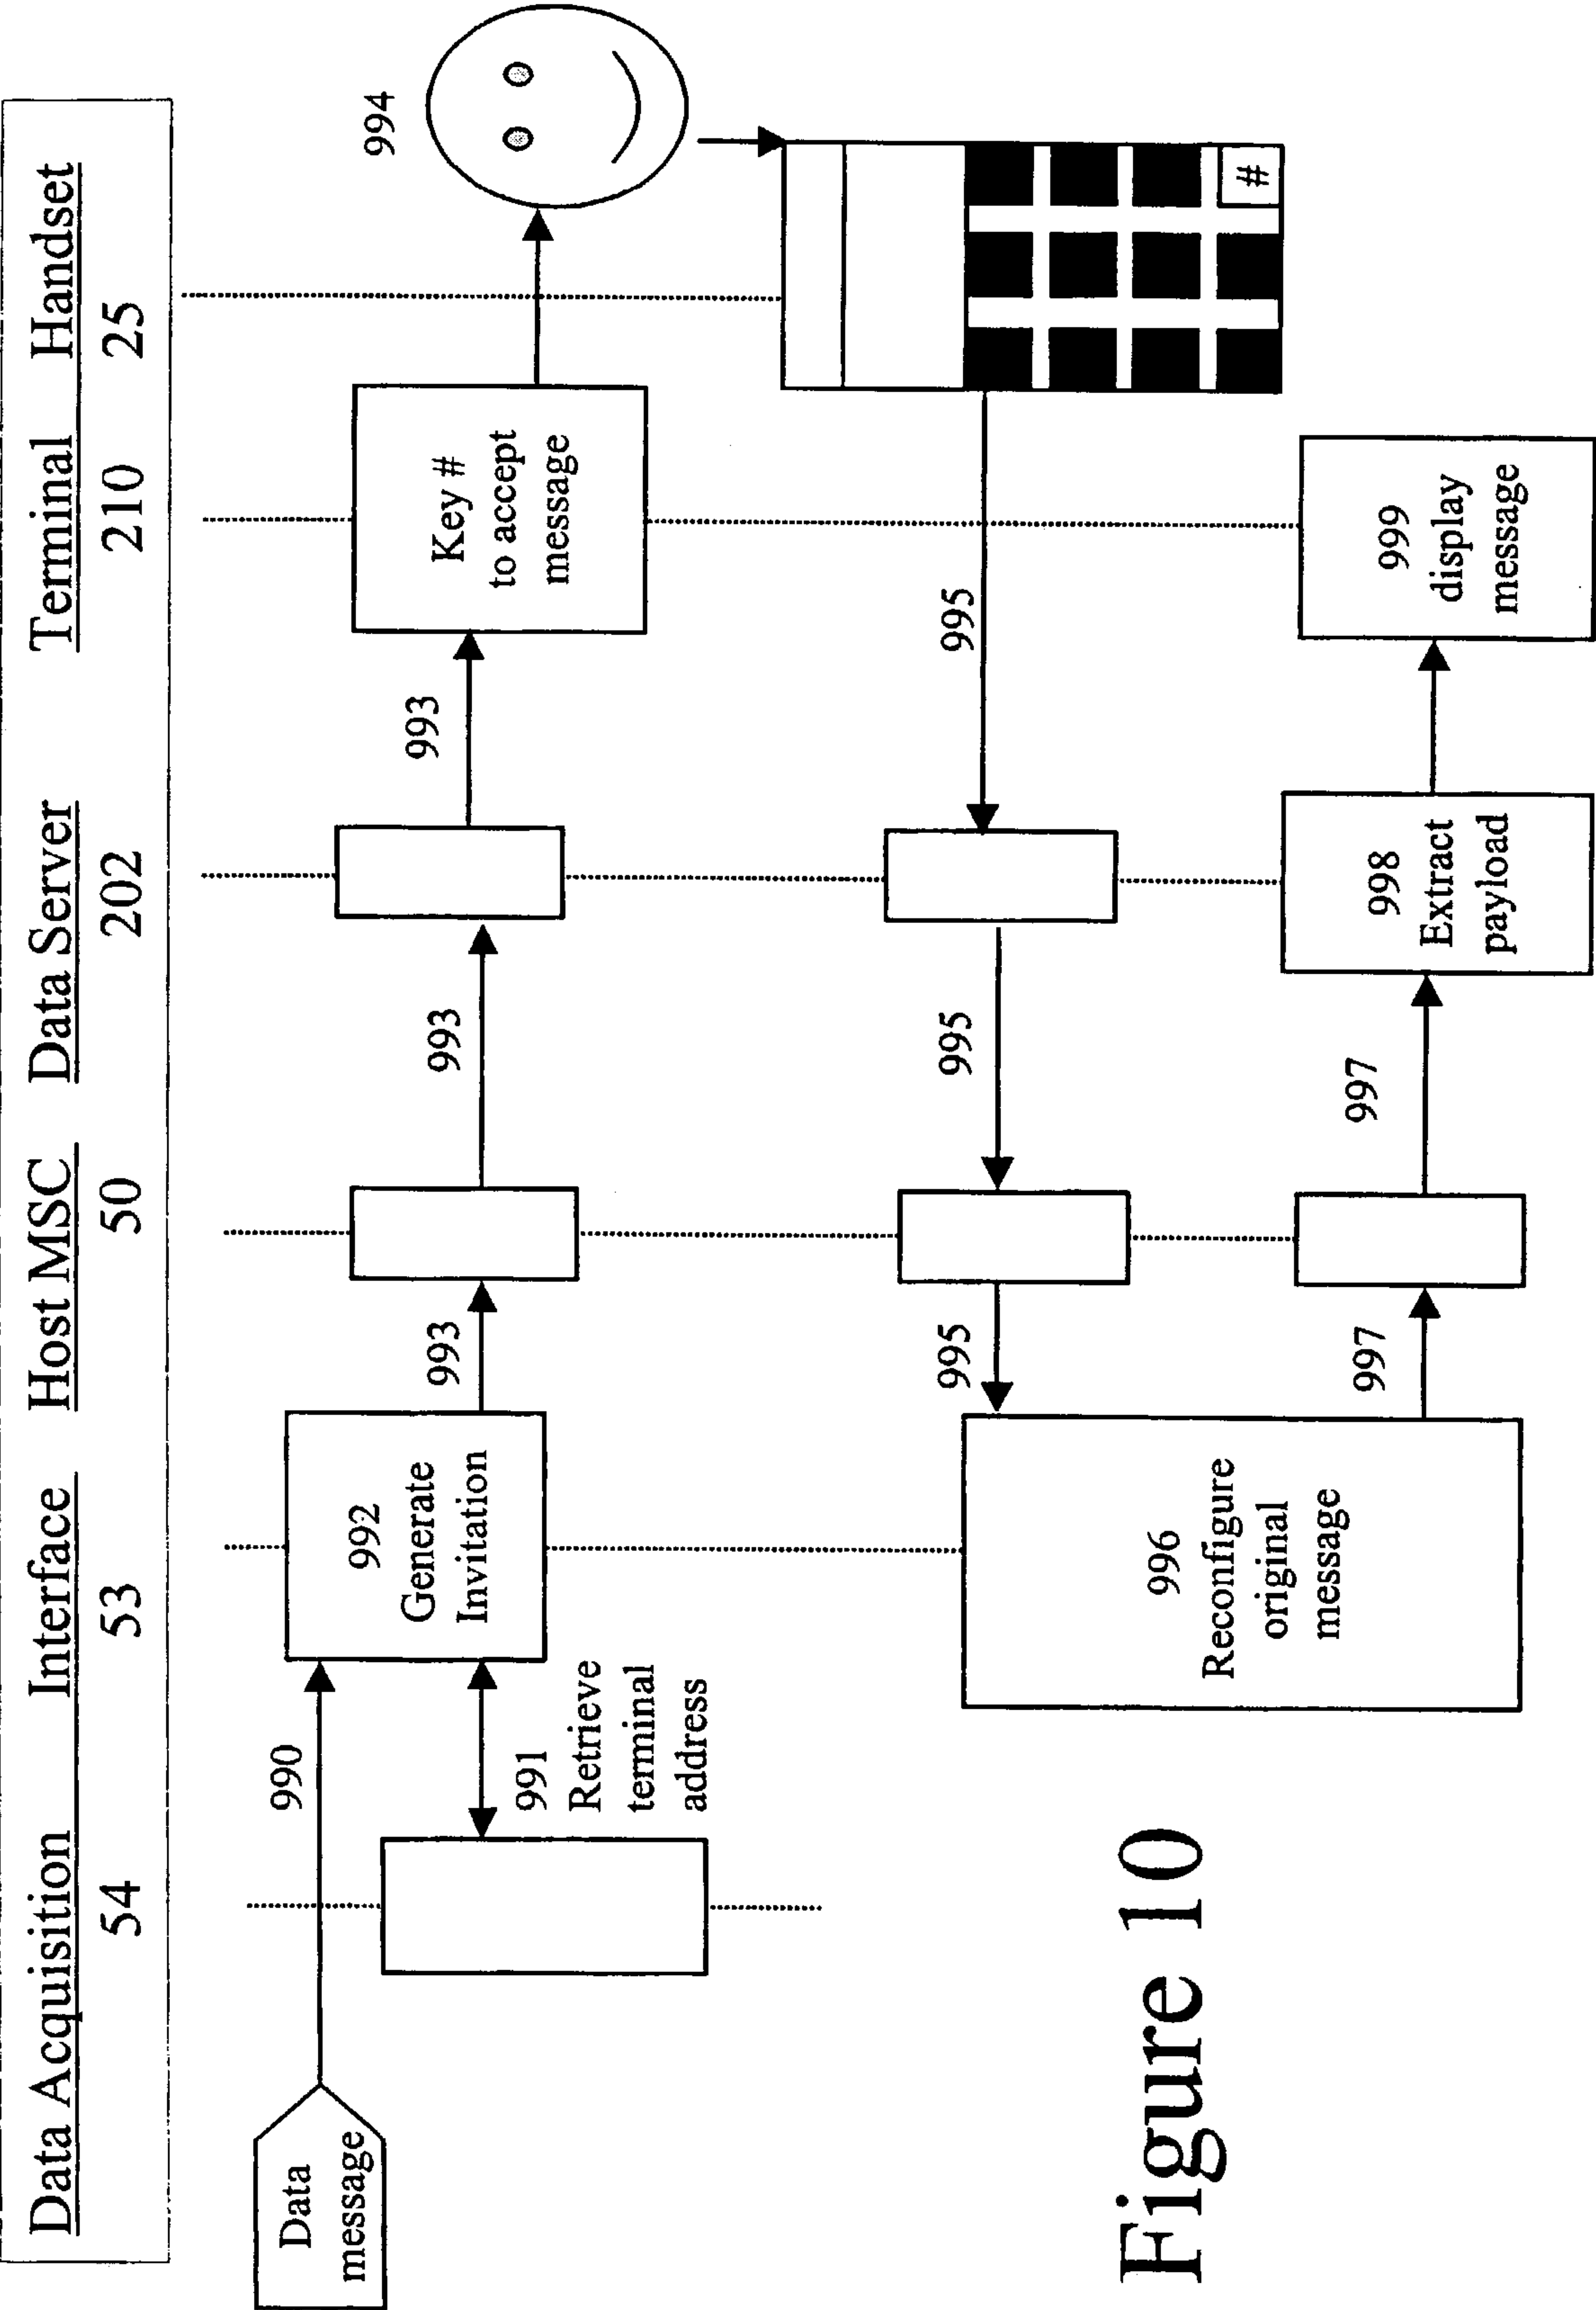 Data Acquisition Interface Host MSC Data Server Terminal Handset
54 53 50 202 210 25
Data
message
990
991
Retrieve
terminal
address
992
Generate
Invitation
993
993
993
Key #
to accept
message
994
#
995
995
995
996
Reconfigure
original
message
997
997
998
Extract
payload
999
display
message
Figure 10